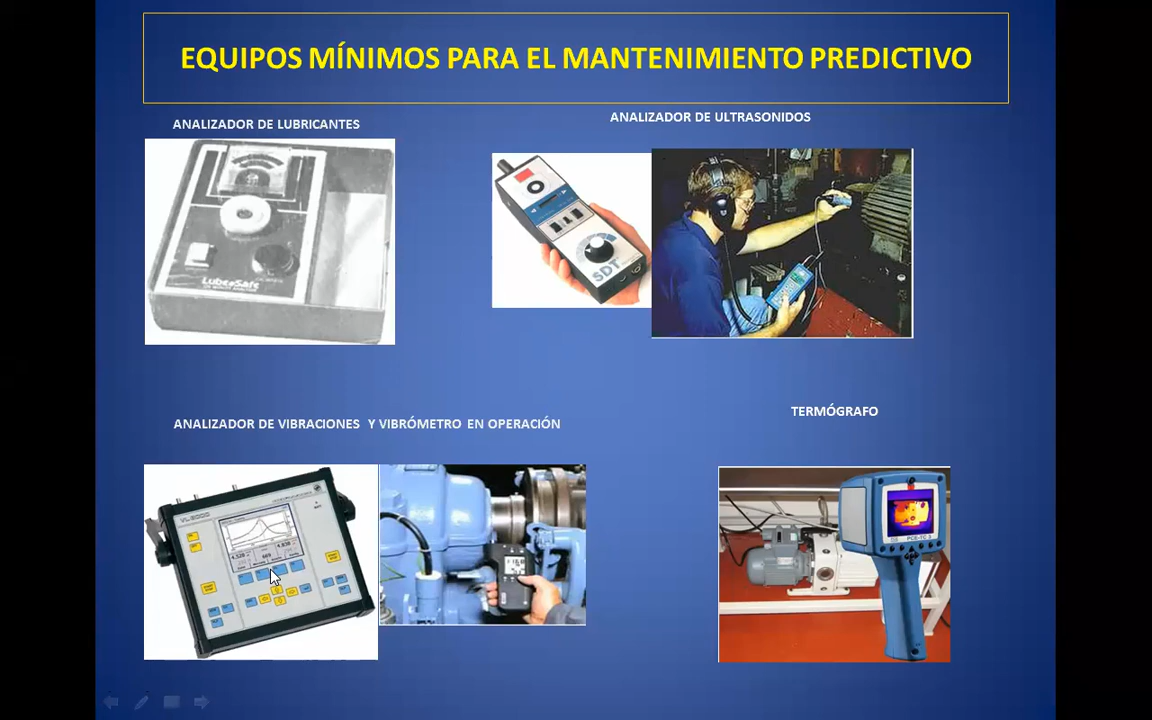 EQUIPOS MÍNIMOS PARA EL MANTENIMIENTO PREDICTIVO
ANALIZADOR DE LUBRICANTES
ANALIZADOR DE ULTRASONIDOS
SDT
ANALIZADOR DE VIBRACIONES Y VIBRÓMETRO EN OPERACIÓN
TERMÓGRAFO